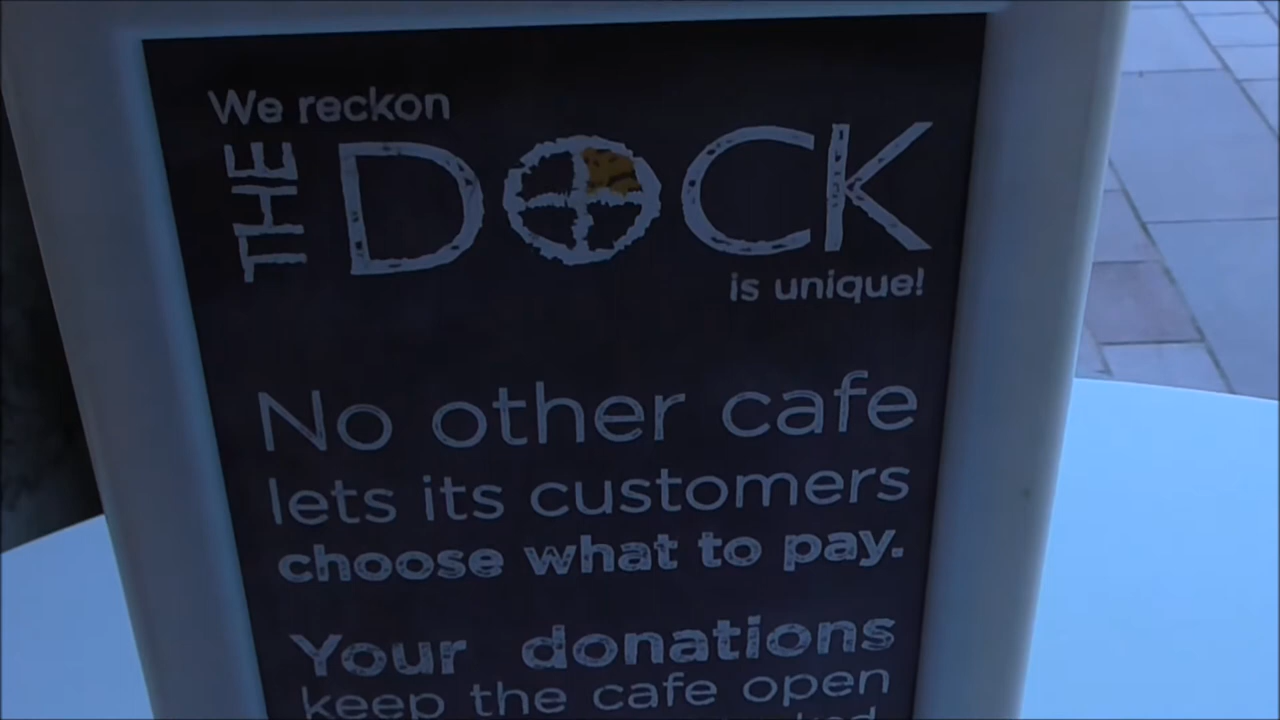 We reckon
THE DOCK
is unique!
No other cafe
lets its customers
choose what to pay.
Your donations
keep the cafe open